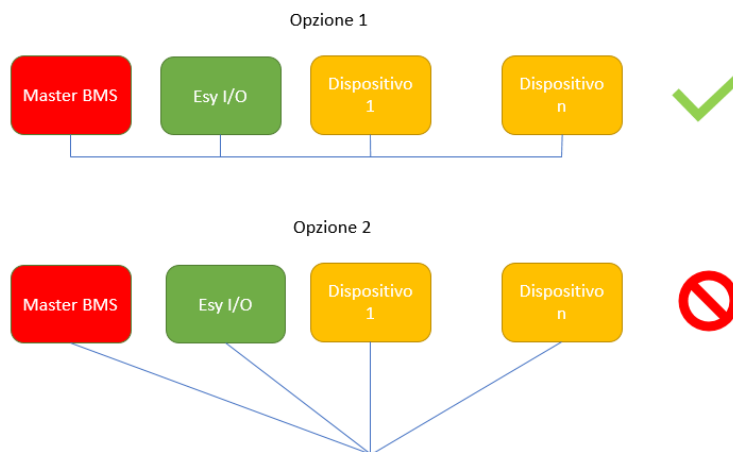 Opzione 1
Master BMS
Esy I/O
Dispositivo
1
Dispositivo
n
Opzione 2
Master BMS
Esy I/O
Dispositivo
1
Dispositivo
n